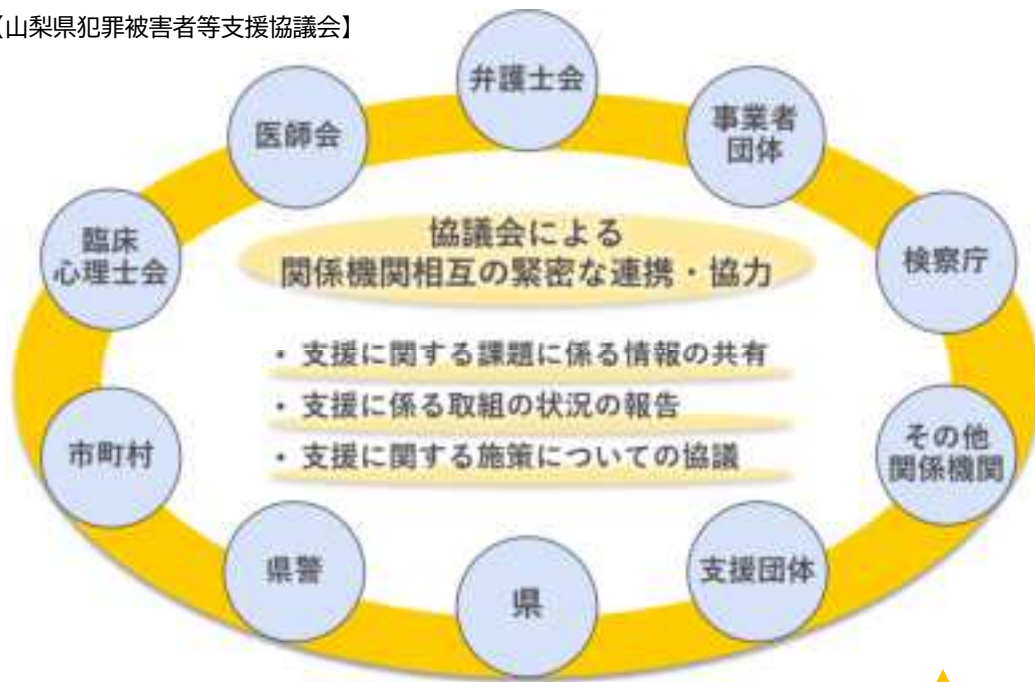 【山梨県犯罪被害者等支援協議会】
弁護士会
医師会
事業者
団体
臨床
心理士会
検察庁
協議会による
関係機関相互の緊密な連携・協力
・支援に関する課題に係る情報の共有
・支援に係る取組の状況の報告
・支援に関する施策についての協議
市町村
その他
関係機関
県警
県
支援団体